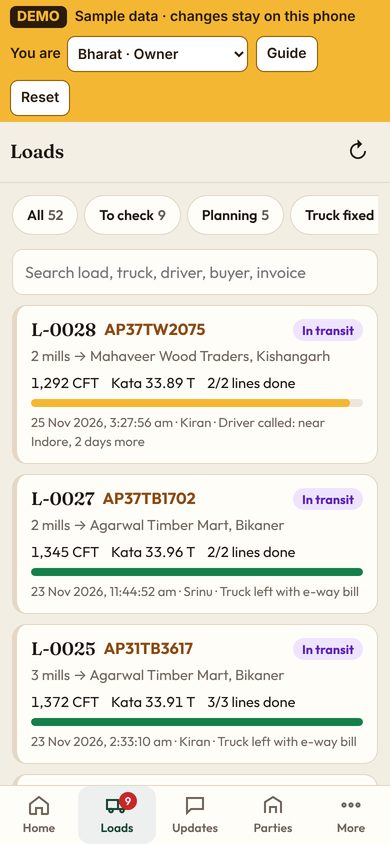 DEMO Sample data · changes stay on this phone
You are Bharat · Owner Guide
Reset
Loads
All 52 To check 9 Planning 5 Truck fixed
Search load, truck, driver, buyer, invoice
L-0028 AP37TW2075 In transit
2 mills → Mahaveer Wood Traders, Kishangarh
1,292 CFT Kata 33.89 T 2/2 lines done
25 Nov 2026, 3:27:56 am · Kiran · Driver called: near
Indore, 2 days more
L-0027 AP37TB1702 In transit
2 mills → Agarwal Timber Mart, Bikaner
1,345 CFT Kata 33.96 T 2/2 lines done
23 Nov 2026, 11:44:52 am · Srinu · Truck left with e-way bill
L-0025 AP31TB3617 In transit
3 mills → Agarwal Timber Mart, Bikaner
1,372 CFT Kata 33.91 T 3/3 lines done
23 Nov 2026, 2:33:10 am · Kiran · Truck left with e-way bill
9
Home Loads Updates Parties More